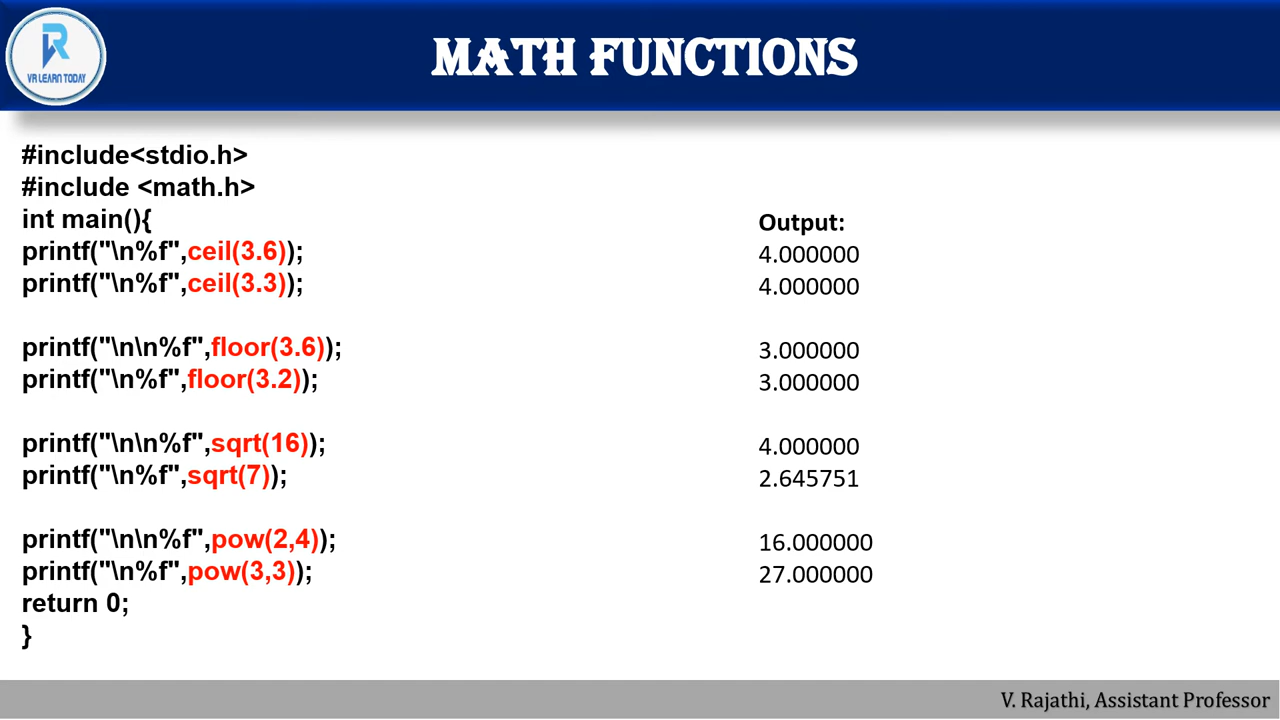 VR LEARN TODAY
MATH FUNCTIONS
#include<stdio.h>
#include <math.h>
int main(){
printf("\n%f",ceil(3.6));
printf("\n%f",ceil(3.3));
printf("\n\n%f",floor(3.6));
printf("\n%f",floor(3.2));
printf("\n\n%f",sqrt(16));
printf("\n%f",sqrt(7));
printf("\n\n%f",pow(2,4));
printf("\n%f",pow(3,3));
return 0;
}
Output:
4.000000
4.000000
3.000000
3.000000
4.000000
2.645751
16.000000
27.000000
V. Rajathi, Assistant Professor